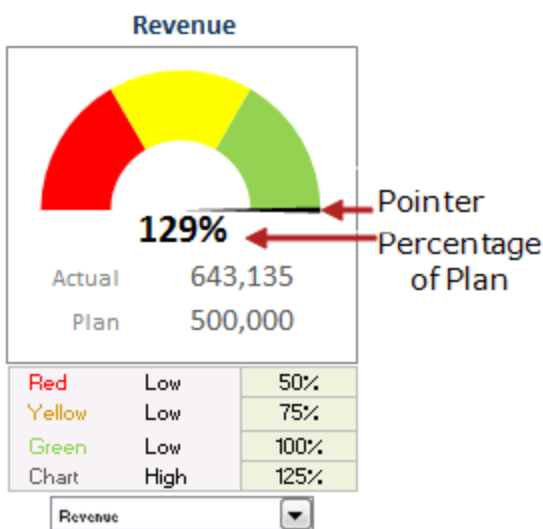 Revenue
Pointer
129%
Percentage
of Plan
Actual 643,135
Plan 500,000
Red Low 50%
Yellow Low 75%
Green Low 100%
Chart High 125%
Revenue